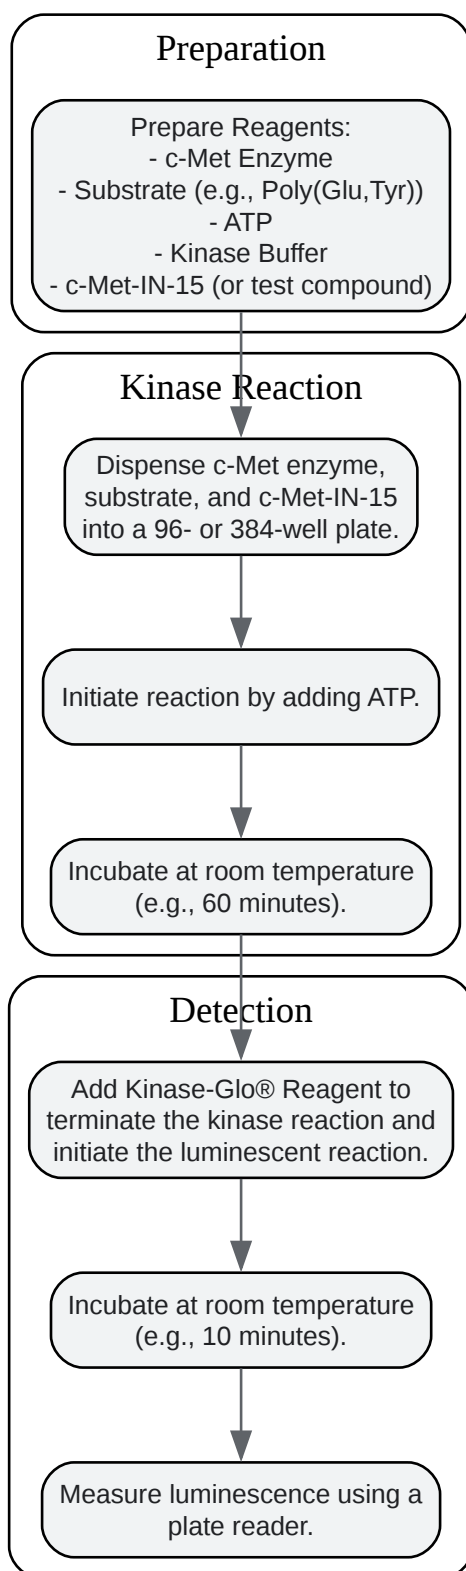 Preparation
Prepare Reagents:
- c-Met Enzyme
- Substrate (e.g., Poly(Glu,Tyr))
- ATP
- Kinase Buffer
- c-Met-IN-15 (or test compound)
Kinase Reaction
Dispense c-Met enzyme,
substrate, and c-Met-IN-15
into a 96- or 384-well plate.
Initiate reaction by adding ATP.
Incubate at room temperature
(e.g., 60 minutes).
Detection
Add Kinase-Glo® Reagent to
terminate the kinase reaction and
initiate the luminescent reaction.
Incubate at room temperature
(e.g., 10 minutes).
Measure luminescence using a
plate reader.